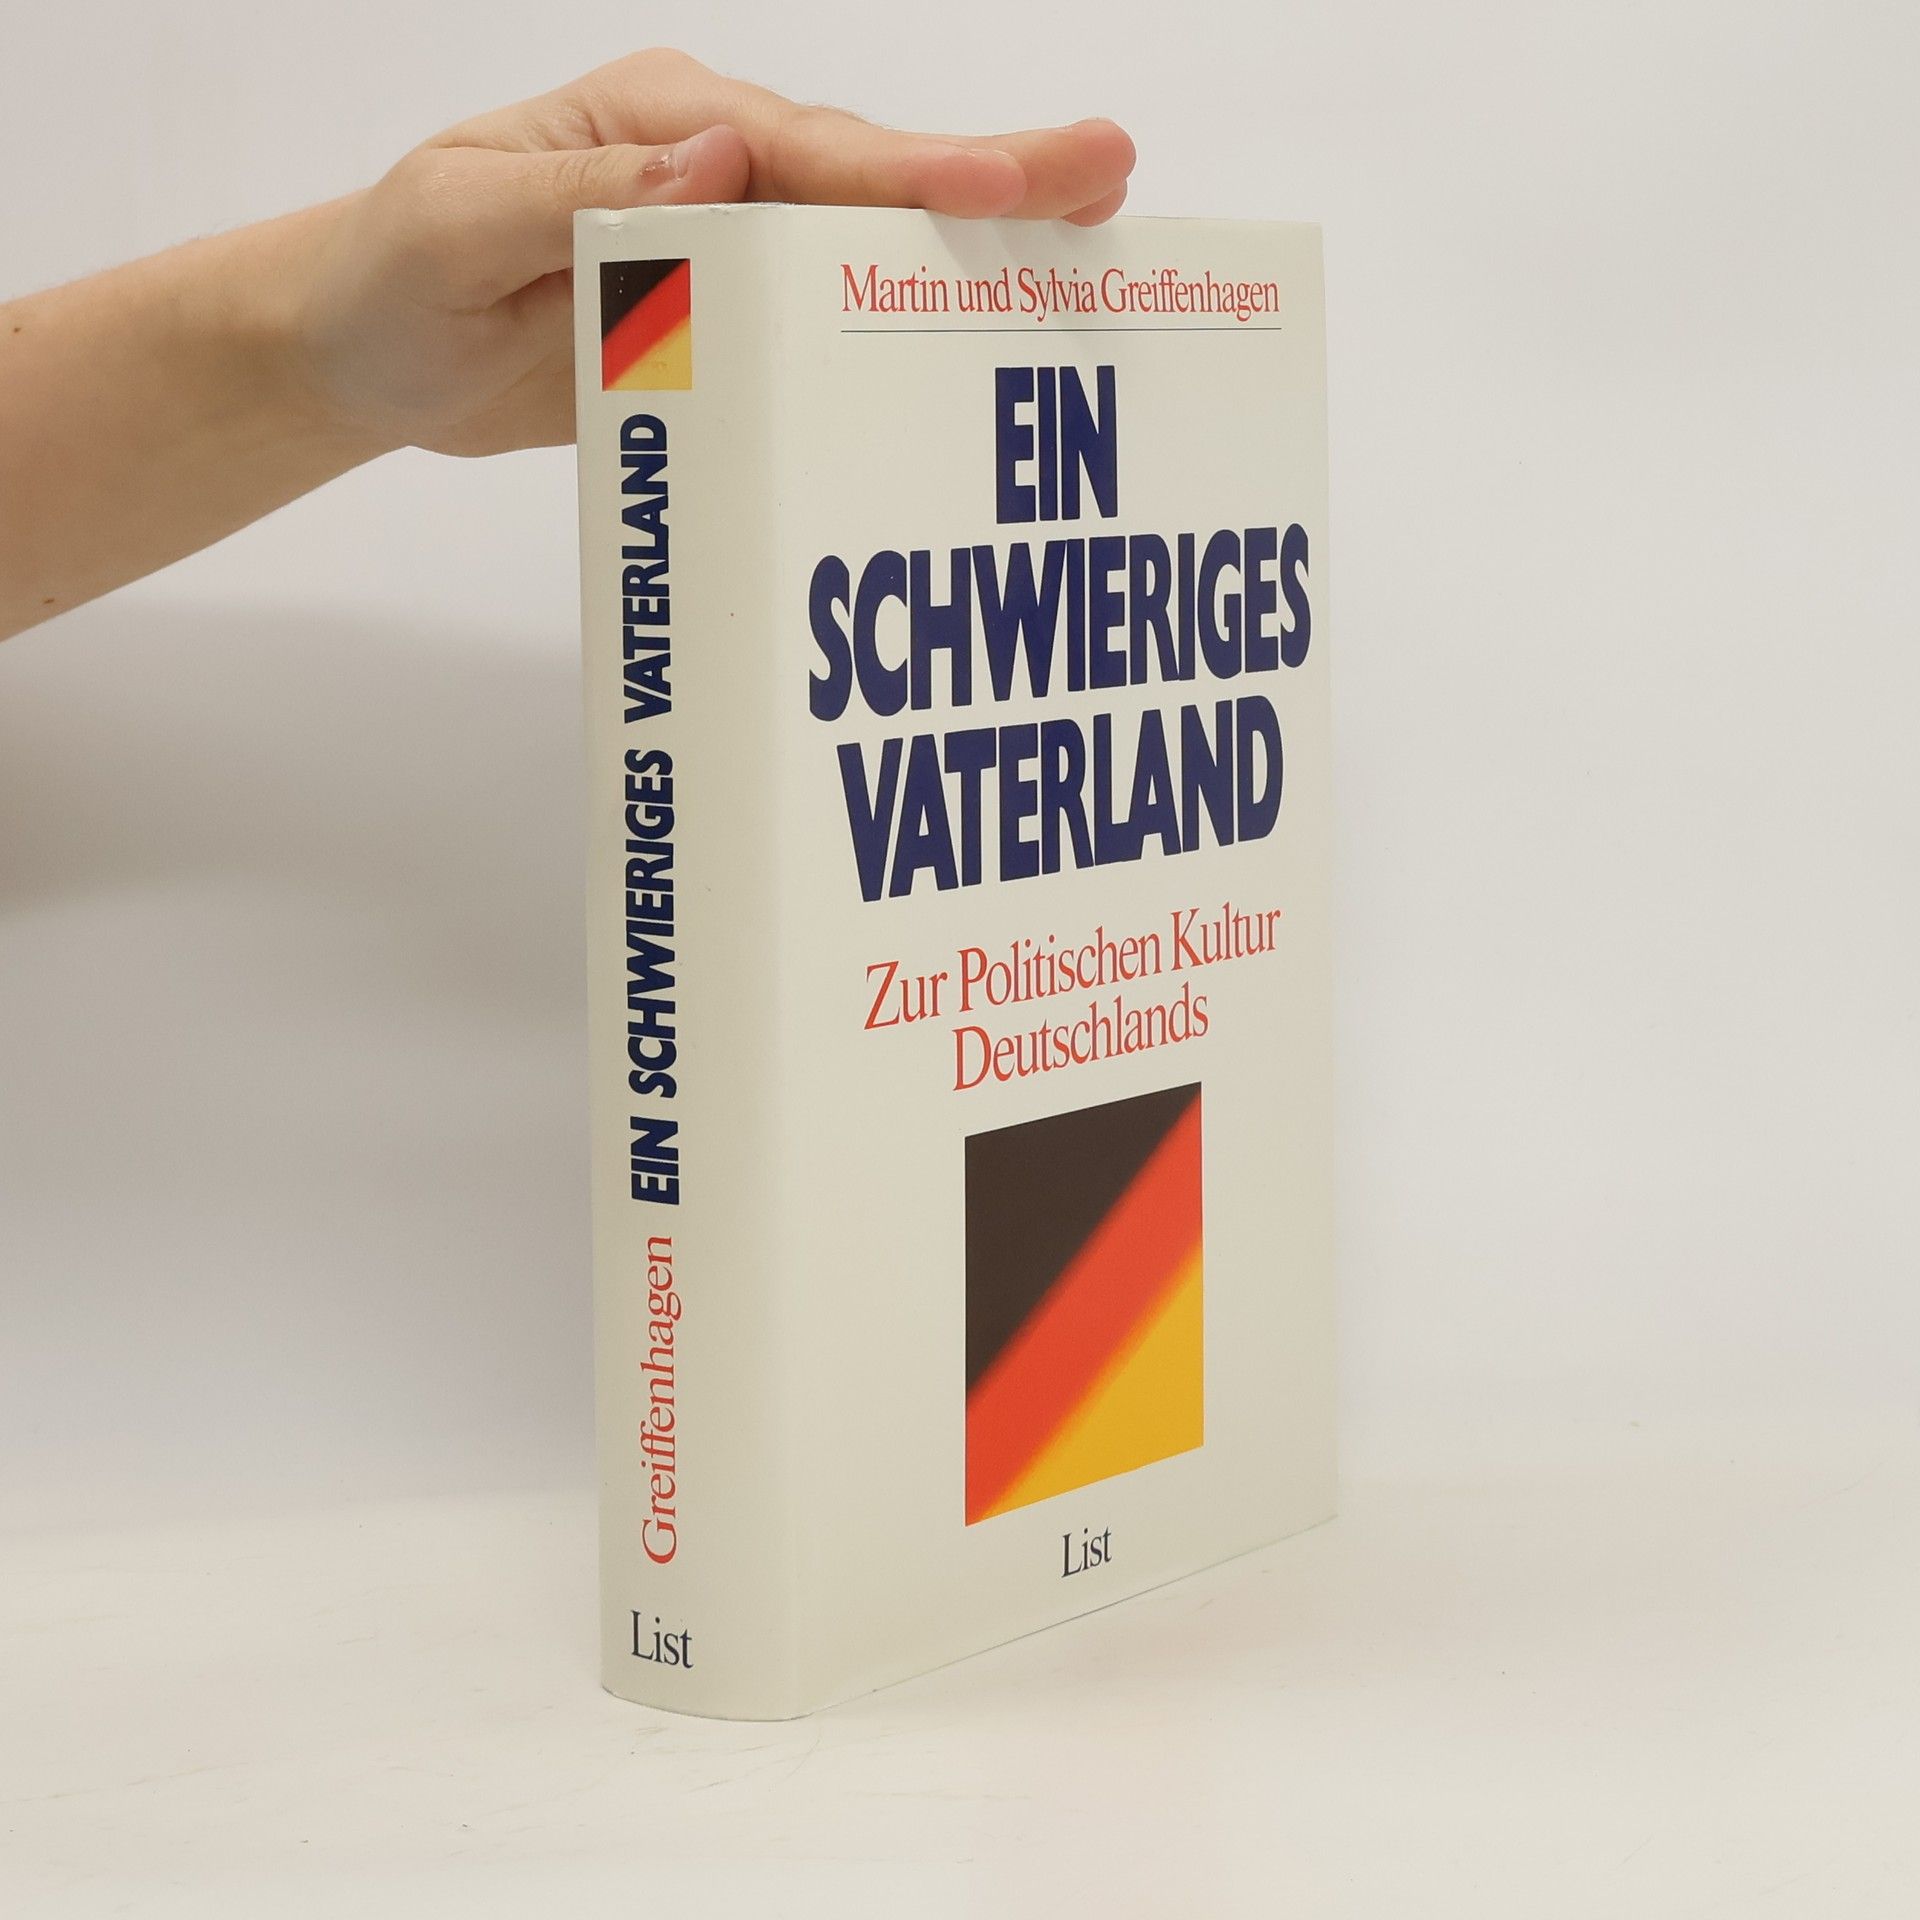 Martin und Sylvia Greiffenhagen
EIN
SCHWIERIGES
VATERLAND
Zur Politischen Kultur
Deutschlands
List
Greiffenhagen EIN SCHWIERIGES VATERLAND
List